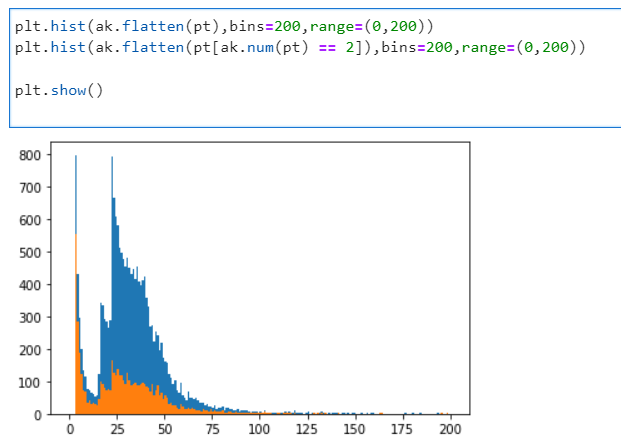 plt.hist(ak.flatten(pt),bins=200,range=(0,200))
plt.hist(ak.flatten(pt[ak.num(pt) == 2]),bins=200,range=(0,200))
plt.show()
800
700
600
500
400
300
200
100
0
0 25 50 75 100 125 150 175 200